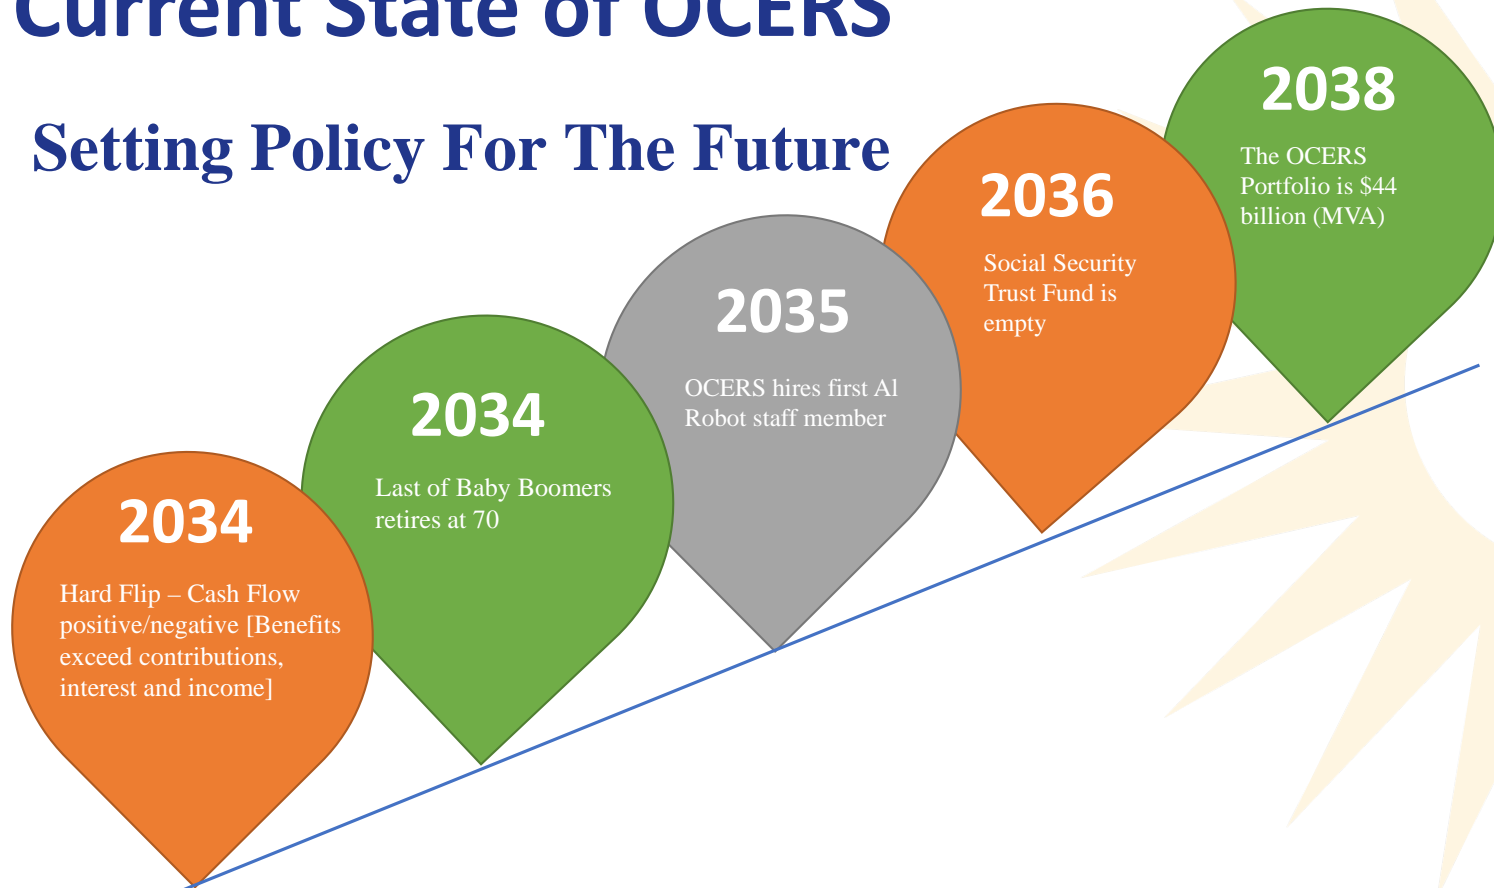 Current State of OCERS
Setting Policy For The Future
2034
Hard Flip – Cash Flow
positive/negative [Benefits
exceed contributions,
interest and income]
2034
Last of Baby Boomers
retires at 70
2035
OCERS hires first Al
Robot staff member
2036
Social Security
Trust Fund is
empty
2038
The OCERS
Portfolio is $44
billion (MVA)